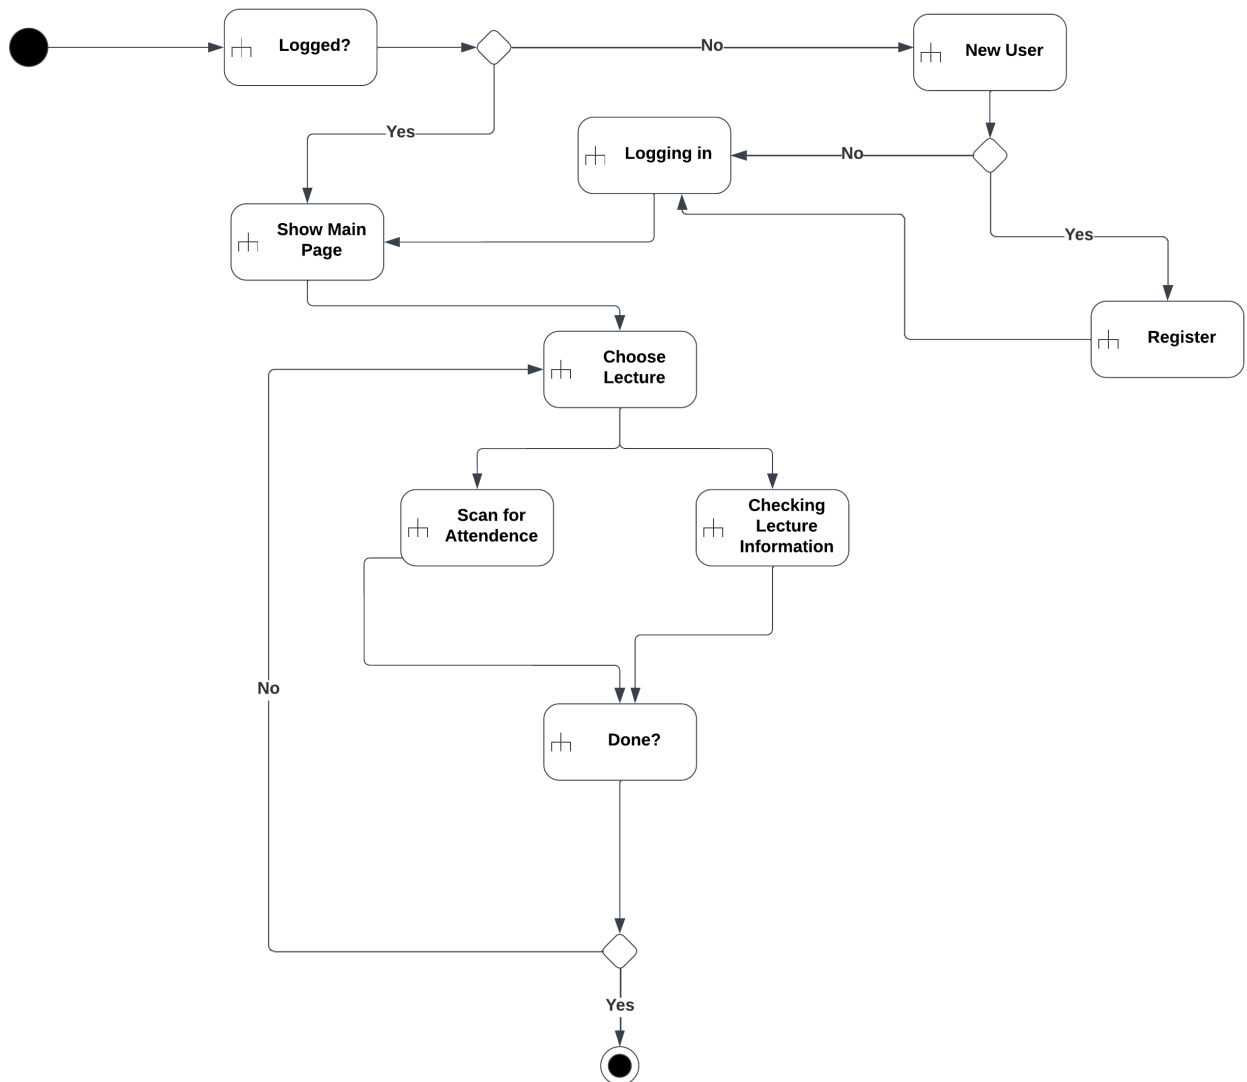 Logged?
No
New User
Yes
Logging in
No
Show Main
Page
Yes
Register
Choose
Lecture
Scan for
Attendence
Checking
Lecture
Information
No
Done?
Yes